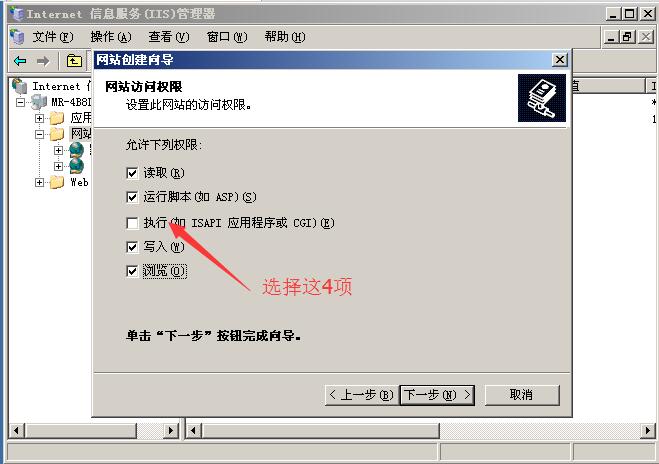 Internet 信息服务(IIS)管理器
文件(F) 操作(A) 查看(V) 窗口(W) 帮助(H)
网站创建向导
网站访问权限
设置此网站的访问权限。
Internet
MR-4B8
应用
网站
Web
值
允许下列权限:
读取(R)
运行脚本(如 ASP)(S)
执行(如 ISAPI 应用程序或 CGI)(E)
写入(W)
浏览(O)
选择这4项
单击“下一步”按钮完成向导。
< 上一步(B) 下一步(N) > 取消